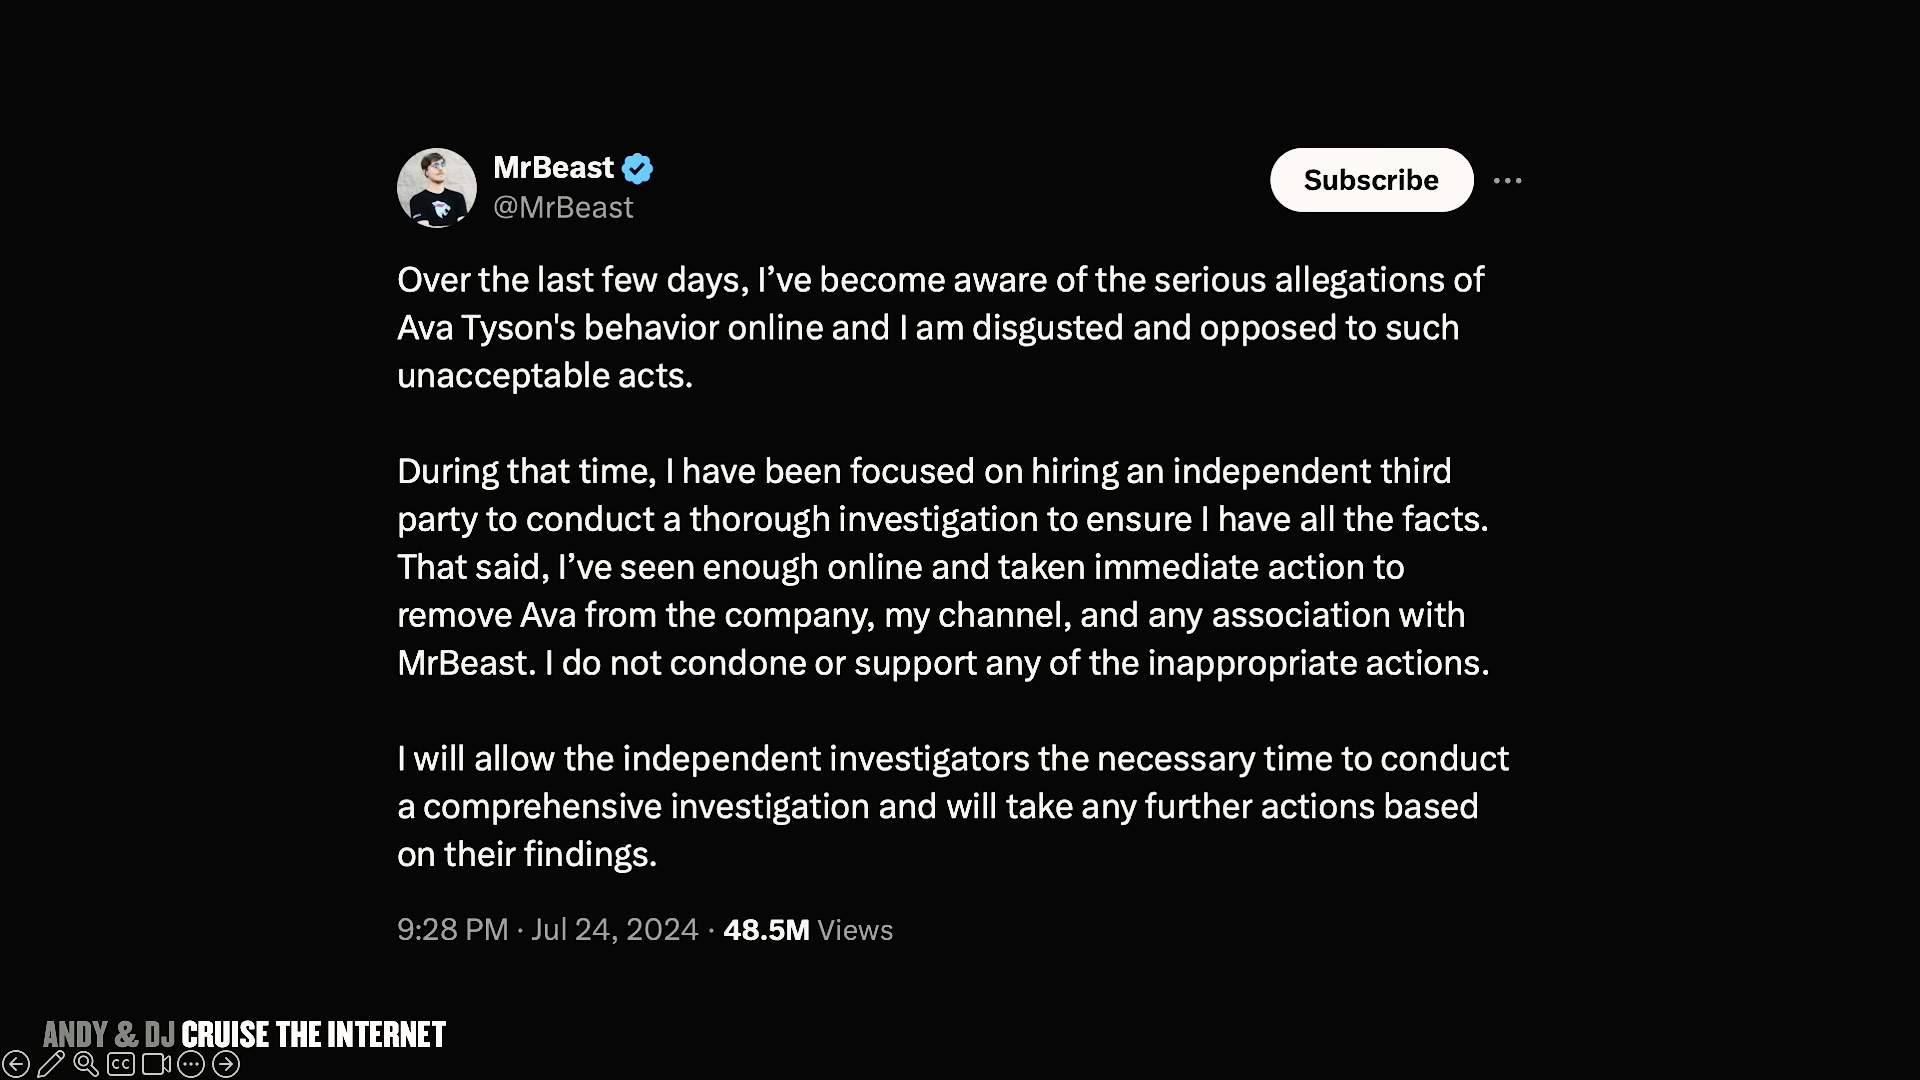 MrBeast
@MrBeast
Subscribe
Over the last few days, I’ve become aware of the serious allegations of
Ava Tyson's behavior online and I am disgusted and opposed to such
unacceptable acts.
During that time, I have been focused on hiring an independent third
party to conduct a thorough investigation to ensure I have all the facts.
That said, I’ve seen enough online and taken immediate action to
remove Ava from the company, my channel, and any association with
MrBeast. I do not condone or support any of the inappropriate actions.
I will allow the independent investigators the necessary time to conduct
a comprehensive investigation and will take any further actions based
on their findings.
9:28 PM · Jul 24, 2024 · 48.5M Views
ANDY & DJ CRUISE THE INTERNET
CC